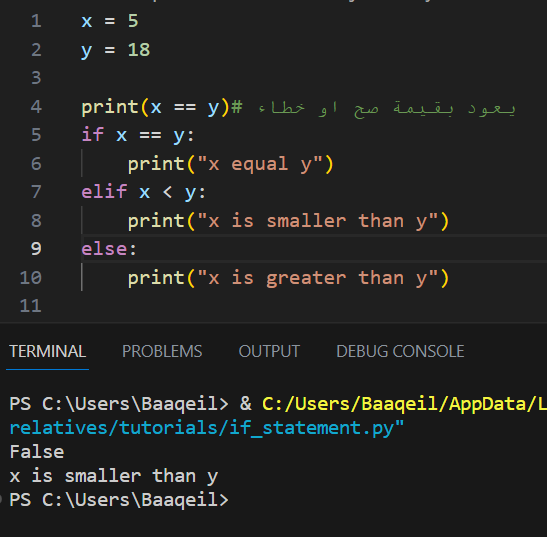 1 x = 5
2 y = 18
3
4 print(x == y)# يعود بقيمة صح او خطاء
5 if x == y:
6 print("x equal y")
7 elif x < y:
8 print("x is smaller than y")
9 else:
10 print("x is greater than y")
11
TERMINAL PROBLEMS OUTPUT DEBUG CONSOLE
PS C:\Users\Baaqeil> & C:/Users/Baaqeil/AppData/L
relatives/tutorials/if_statement.py"
False
x is smaller than y
PS C:\Users\Baaqeil>